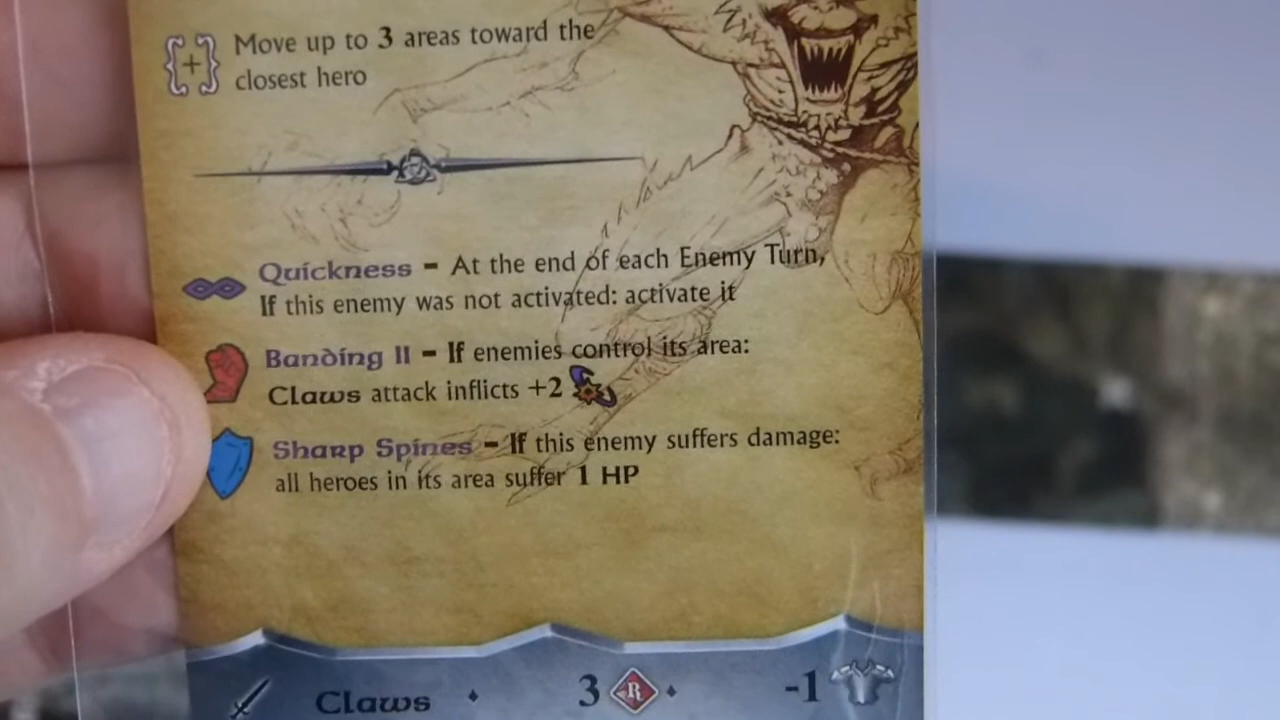 Move up to 3 areas toward the
closest hero
Quickness – At the end of each Enemy Turn,
If this enemy was not activated: activate it
Banding II – If enemies control its area:
Claws attack inflicts +2
Sharp Spines – If this enemy suffers damage:
all heroes in its area suffer 1 HP
Claws ♦ 3 R ♦ -1